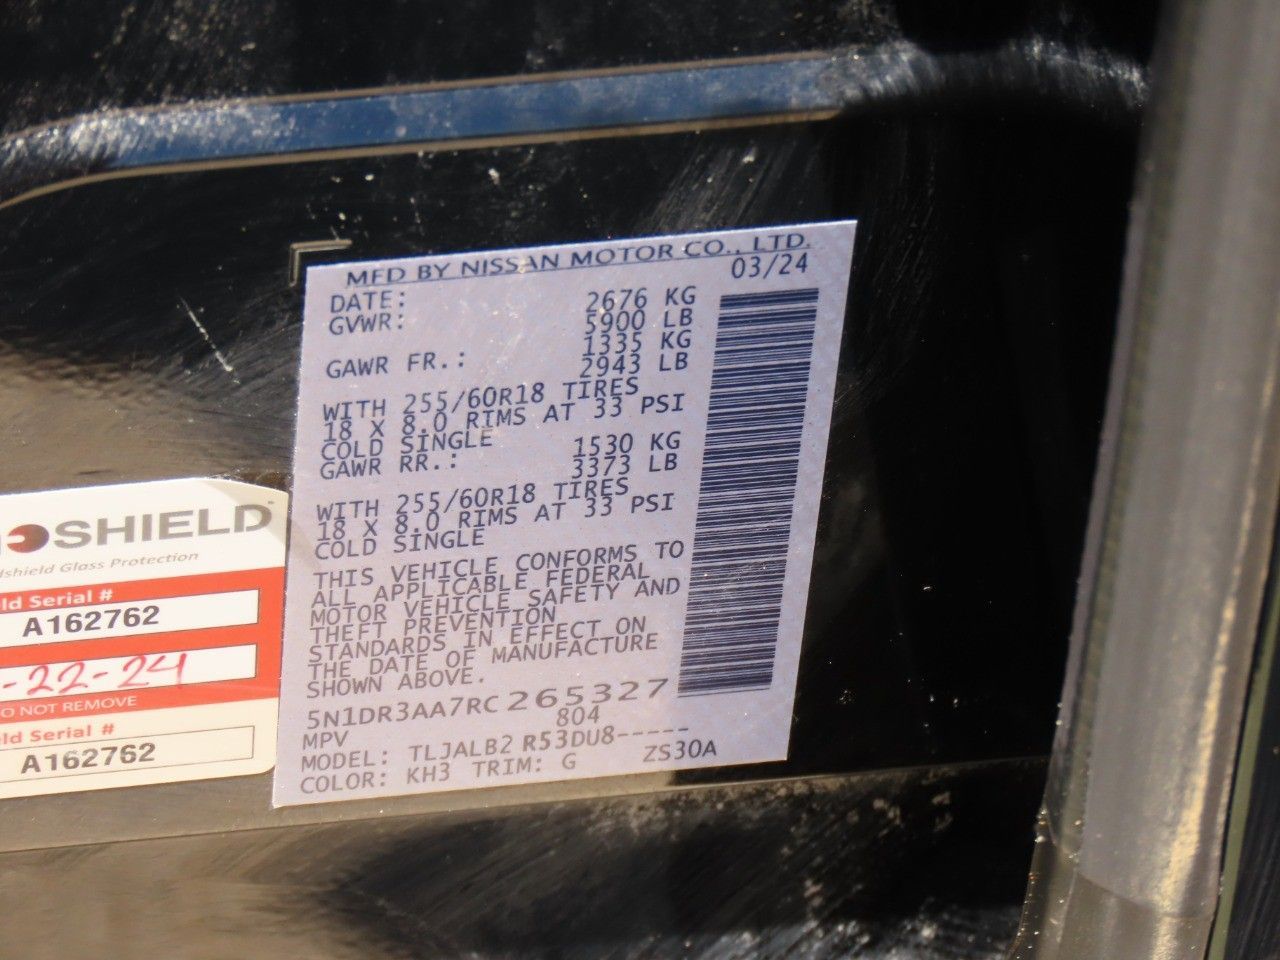 MFD BY NISSAN MOTOR CO., LTD.
DATE: 03/24
GVWR: 2676 KG
5900 LB
GAWR FR.: 1335 KG
2943 LB
WITH 255/60R18 TIRES
18 X 8.0 RIMS AT 33 PSI
COLD SINGLE
GAWR RR.: 1530 KG
3373 LB
WITH 255/60R18 TIRES
18 X 8.0 RIMS AT 33 PSI
COLD SINGLE
THIS VEHICLE CONFORMS TO
ALL APPLICABLE FEDERAL
MOTOR VEHICLE SAFETY AND
THEFT PREVENTION
STANDARDS IN EFFECT ON
THE DATE OF MANUFACTURE
SHOWN ABOVE.
5N1DR3AA7RC265327
MPV 804
MODEL: TLJALB2 R53DU8-----
COLOR: KH3 TRIM: G ZS30A
SHIELD
dshield Glass Protection
ld Serial #
A162762
-22-24
O NOT REMOVE
ld Serial #
A162762